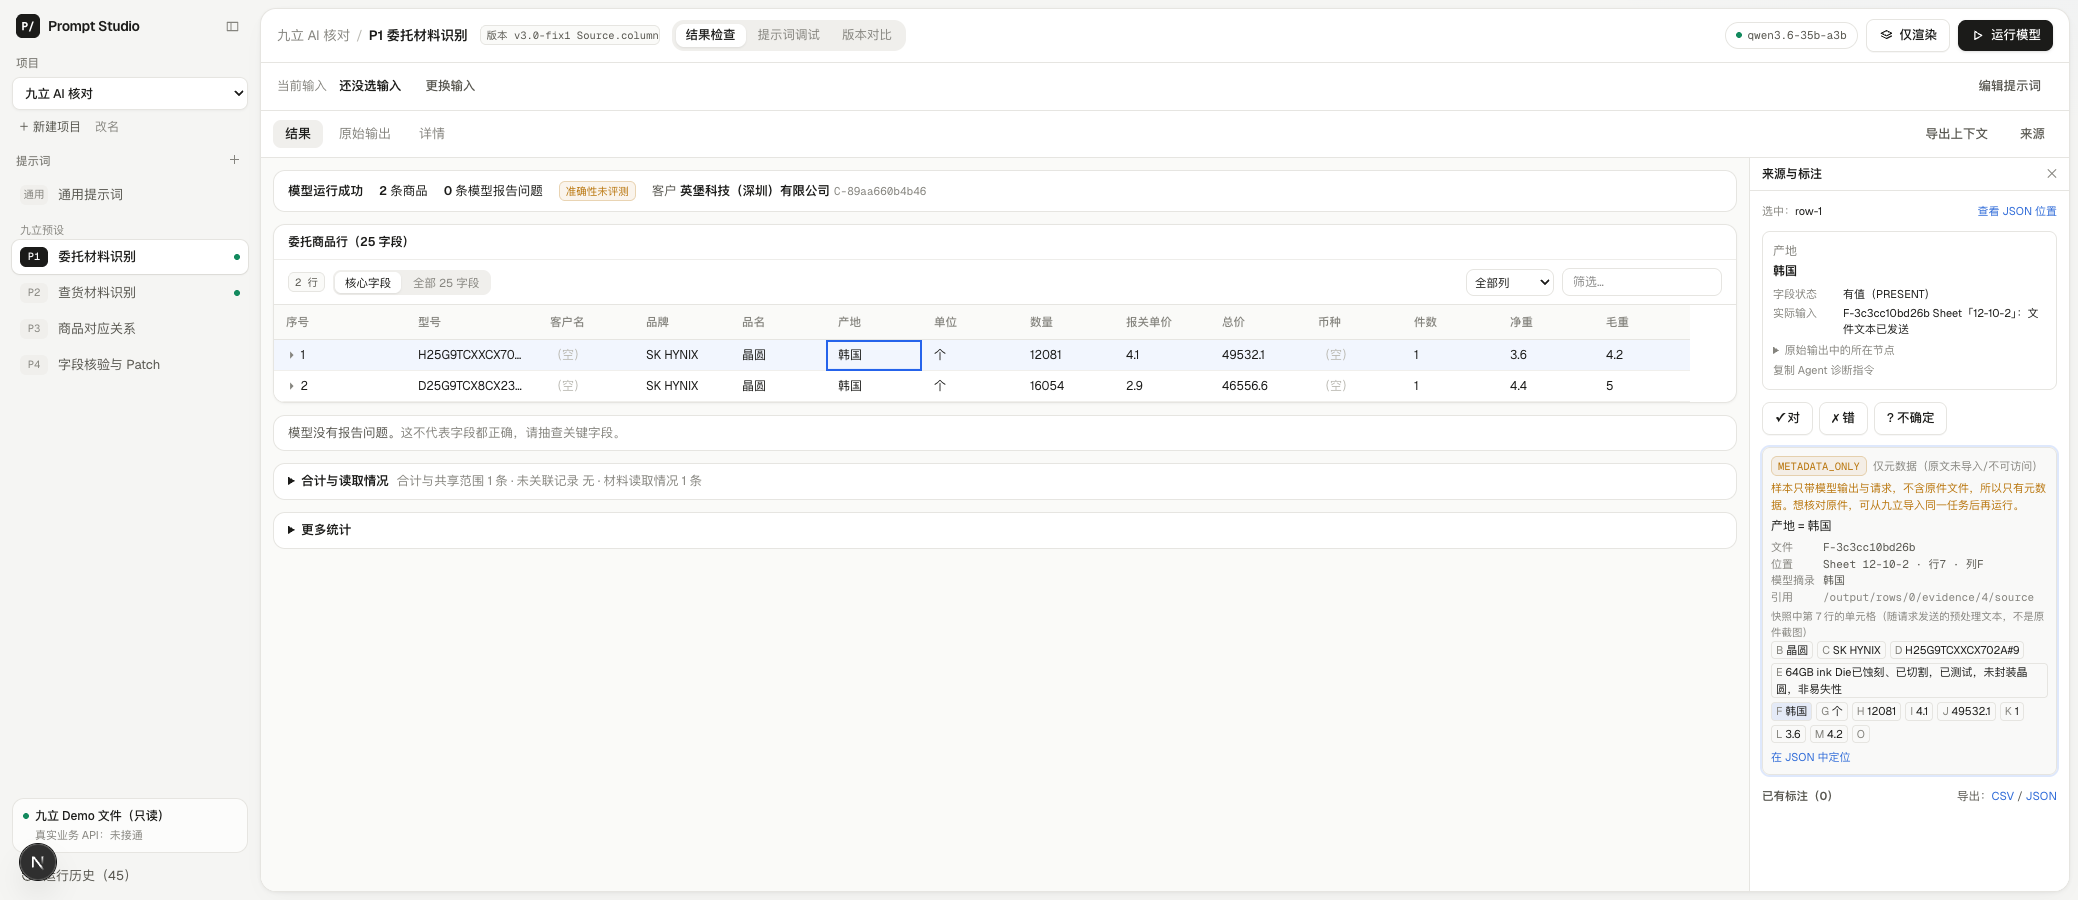 P/ Prompt Studio
项目
九立 AI 核对
+ 新建项目 改名
提示词 +
通用 通用提示词
九立预设
P1 委托材料识别
P2 查货材料识别
P3 商品对应关系
P4 字段核验与 Patch
九立 Demo 文件（只读）
真实业务 API：未接通
N
运行历史（45）
九立 AI 核对 / P1 委托材料识别 版本 v3.0-fix1 Source.column 结果检查 提示词调试 版本对比
qwen3.6-35b-a3b 仅渲染 运行模型
当前输入 还没选输入 更换输入 编辑提示词
结果 原始输出 详情 导出上下文 来源
模型运行成功 2 条商品 0 条模型报告问题 准确性未评测 客户 英堡科技（深圳）有限公司 C-89aa660b4b46
委托商品行（25 字段）
2 行 核心字段 全部 25 字段 全部列 筛选...
序号 型号 客户名 品牌 品名 产地 单位 数量 报关单价 总价 币种 件数 净重 毛重
1 H25G9TCXXCX70... （空） SK HYNIX 晶圆 韩国 个 12081 4.1 49532.1 （空） 1 3.6 4.2
2 D25G9TCX8CX23... （空） SK HYNIX 晶圆 韩国 个 16054 2.9 46556.6 （空） 1 4.4 5
模型没有报告问题。这不代表字段都正确，请抽查关键字段。
合计与读取情况 合计与共享范围 1 条 · 未关联记录 无 · 材料读取情况 1 条
更多统计
来源与标注
选中：row-1 查看 JSON 位置
产地
韩国
字段状态 有值（PRESENT）
实际输入 F-3c3cc10bd26b Sheet「12-10-2」：文
件文本已发送
原始输出中的所在节点
复制 Agent 诊断指令
✓ 对 ✗ 错 ? 不确定
METADATA_ONLY 仅元数据（原文未导入/不可访问）
样本只带模型输出与请求，不含原件文件，所以只有元数
据。想核对原件，可从九立导入同一任务后再运行。
产地 = 韩国
文件 F-3c3cc10bd26b
位置 Sheet 12-10-2 · 行7 · 列F
模型摘录 韩国
引用 /output/rows/0/evidence/4/source
快照中第 7 行的单元格（随请求发送的预处理文本，不是原
件截图）
B 晶圆 C SK HYNIX D H25G9TCXXCX702A#9
E 64GB ink Die已蚀刻、已切割，已测试，未封装晶
圆，非易失性
F 韩国 G 个 H 12081 I 4.1 J 49532.1 K 1
L 3.6 M 4.2 O
在 JSON 中定位
已有标注（0） 导出：CSV / JSON